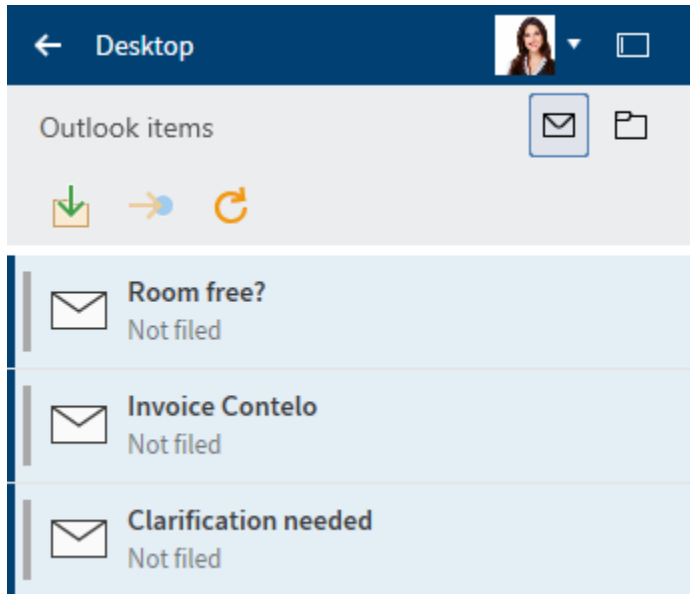 Desktop
Outlook items
Room free?
Not filed
Invoice Contelo
Not filed
Clarification needed
Not filed